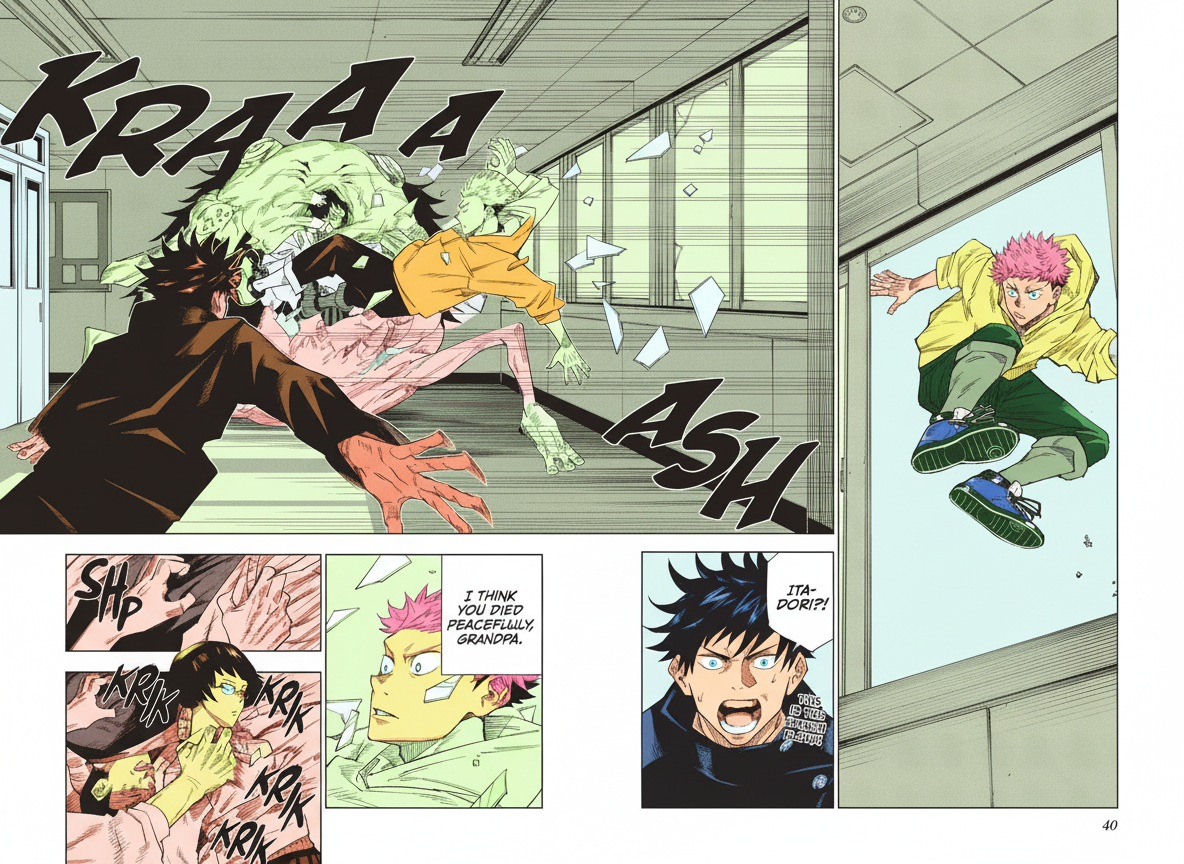 KRAAA
ASH
ITA-
DORI?!
I THINK
YOU DIED
PEACEFULLY,
GRANDPA.
SHP
KRIK
KRIK
KRIK
KRIK
40